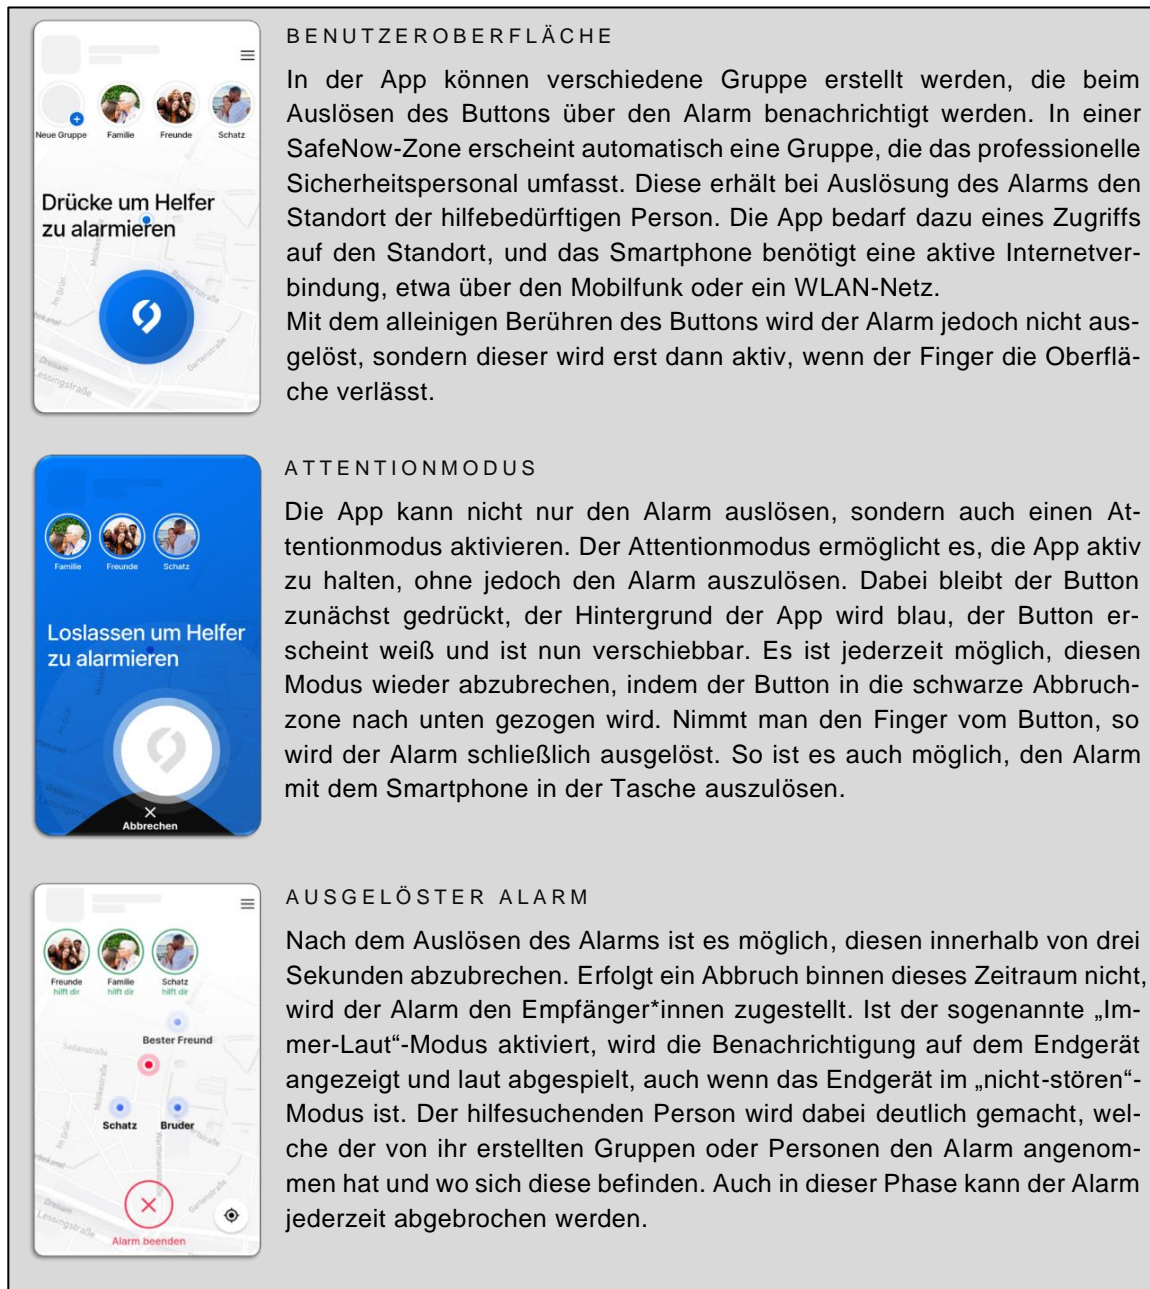 BENUTZEROBERFLÄCHE
In der App können verschiedene Gruppe erstellt werden, die beim
Auslösen des Buttons über den Alarm benachrichtigt werden. In einer
SafeNow-Zone erscheint automatisch eine Gruppe, die das professionelle
Sicherheitspersonal umfasst. Diese erhält bei Auslösung des Alarms den
Standort der hilfebedürftigen Person. Die App bedarf dazu eines Zugriffs
auf den Standort, und das Smartphone benötigt eine aktive Internetver-
bindung, etwa über den Mobilfunk oder ein WLAN-Netz.
Mit dem alleinigen Berühren des Buttons wird der Alarm jedoch nicht aus-
gelöst, sondern dieser wird erst dann aktiv, wenn der Finger die Oberflä-
che verlässt.
Neue Gruppe Familie Freunde Schatz
Drücke um Helfer
zu alarmieren
Moltkestraße
Im Grün
Rempartstraße
Gartenstraße
Dreisam
Lessingstraße
ATTENTIONMODUS
Die App kann nicht nur den Alarm auslösen, sondern auch einen At-
tentionmodus aktivieren. Der Attentionmodus ermöglicht es, die App aktiv
zu halten, ohne jedoch den Alarm auszulösen. Dabei bleibt der Button
zunächst gedrückt, der Hintergrund der App wird blau, der Button er-
scheint weiß und ist nun verschiebbar. Es ist jederzeit möglich, diesen
Modus wieder abzubrechen, indem der Button in die schwarze Abbruch-
zone nach unten gezogen wird. Nimmt man den Finger vom Button, so
wird der Alarm schließlich ausgelöst. So ist es auch möglich, den Alarm
mit dem Smartphone in der Tasche auszulösen.
Familie Freunde Schatz
Loslassen um Helfer
zu alarmieren
Abbrechen
AUSGELÖSTER ALARM
Nach dem Auslösen des Alarms ist es möglich, diesen innerhalb von drei
Sekunden abzubrechen. Erfolgt ein Abbruch binnen dieses Zeitraum nicht,
wird der Alarm den Empfänger*innen zugestellt. Ist der sogenannte „Im-
mer-Laut“-Modus aktiviert, wird die Benachrichtigung auf dem Endgerät
angezeigt und laut abgespielt, auch wenn das Endgerät im „nicht-stören“-
Modus ist. Der hilfesuchenden Person wird dabei deutlich gemacht, wel-
che der von ihr erstellten Gruppen oder Personen den Alarm angenom-
men hat und wo sich diese befinden. Auch in dieser Phase kann der Alarm
jederzeit abgebrochen werden.
Freunde Familie Schatz
hilft dir hilft dir hilft dir
Bester Freund
Sedanstraße
Moltkestraße
Schatz Bruder
Im Grün
Gartenstraße
Dreisam
Lessingstraße
Alarm beenden